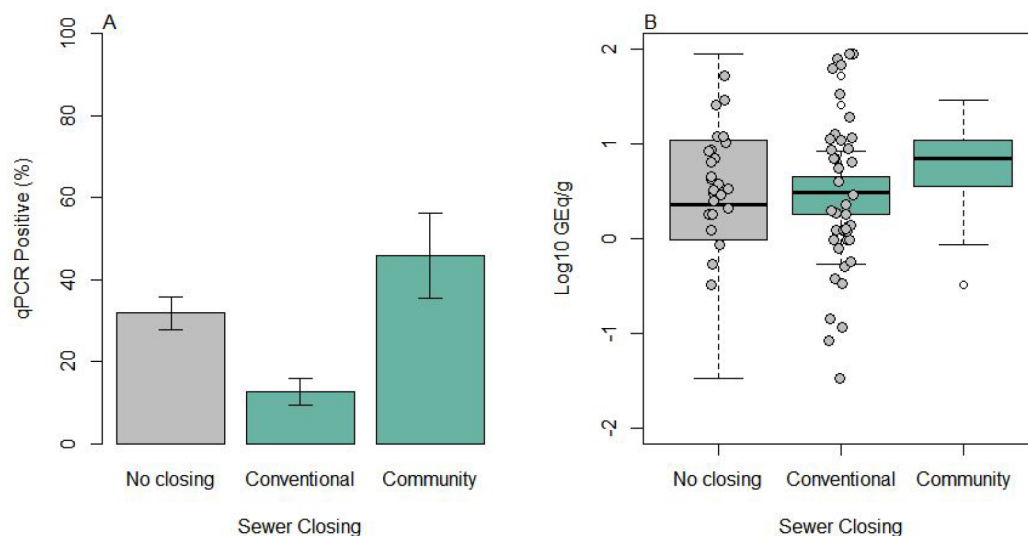 A
qPCR Positive (%)
100
80
60
40
20
0
No closing Conventional Community
Sewer Closing
B
Log10 GEq/g
2
1
0
-1
-2
No closing Conventional Community
Sewer Closing